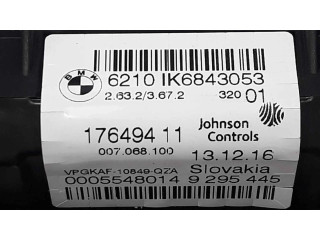 BMW
6210 IK6843053
2.63.2/3.67.2 320 01
176494 11 Johnson
Controls
007.068.100 13.12.16
VPGKAF-10849-QZA Slovakia
0005548014 9 295 445